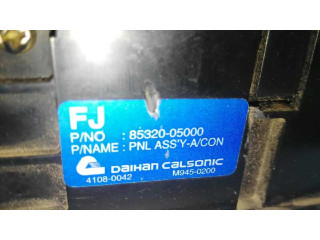 FJ
P/NO : 85320-05000
P/NAME : PNL ASS'Y-A/CON
DAIHAN CALSONIC
4108-0042 M945-0200